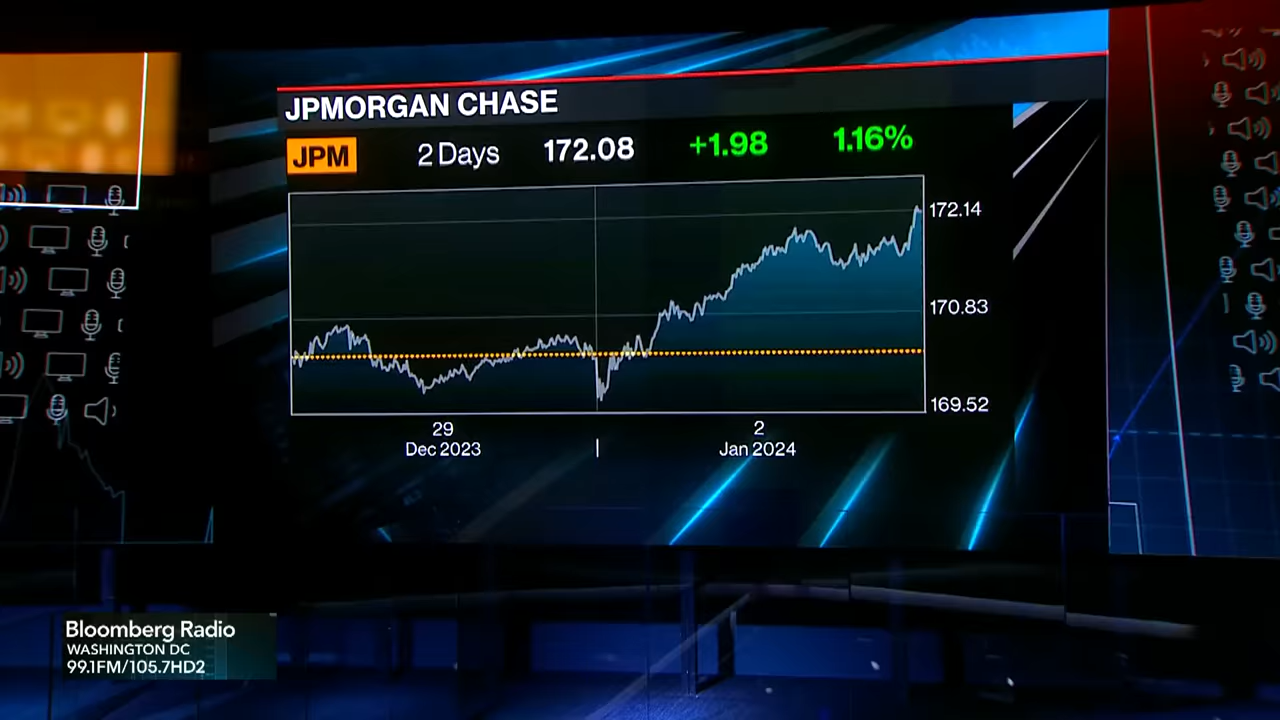 JPMORGAN CHASE
JPM 2 Days 172.08 +1.98 1.16%
172.14
170.83
169.52
29 2
Dec 2023 Jan 2024
Bloomberg Radio
WASHINGTON DC
99.1FM/105.7HD2